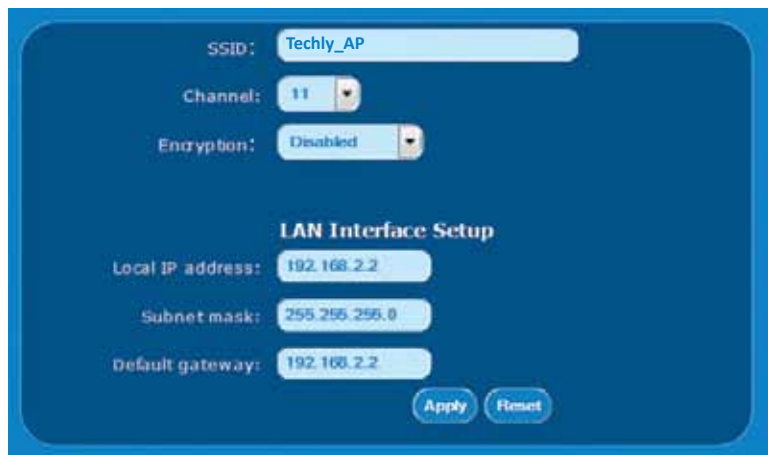 SSID: Techly_AP
Channel: 11
Encryption: Disabled
LAN Interface Setup
Local IP address: 192.168.2.2
Subnet mask: 255.255.255.0
Default gateway: 192.168.2.2
Apply Reset